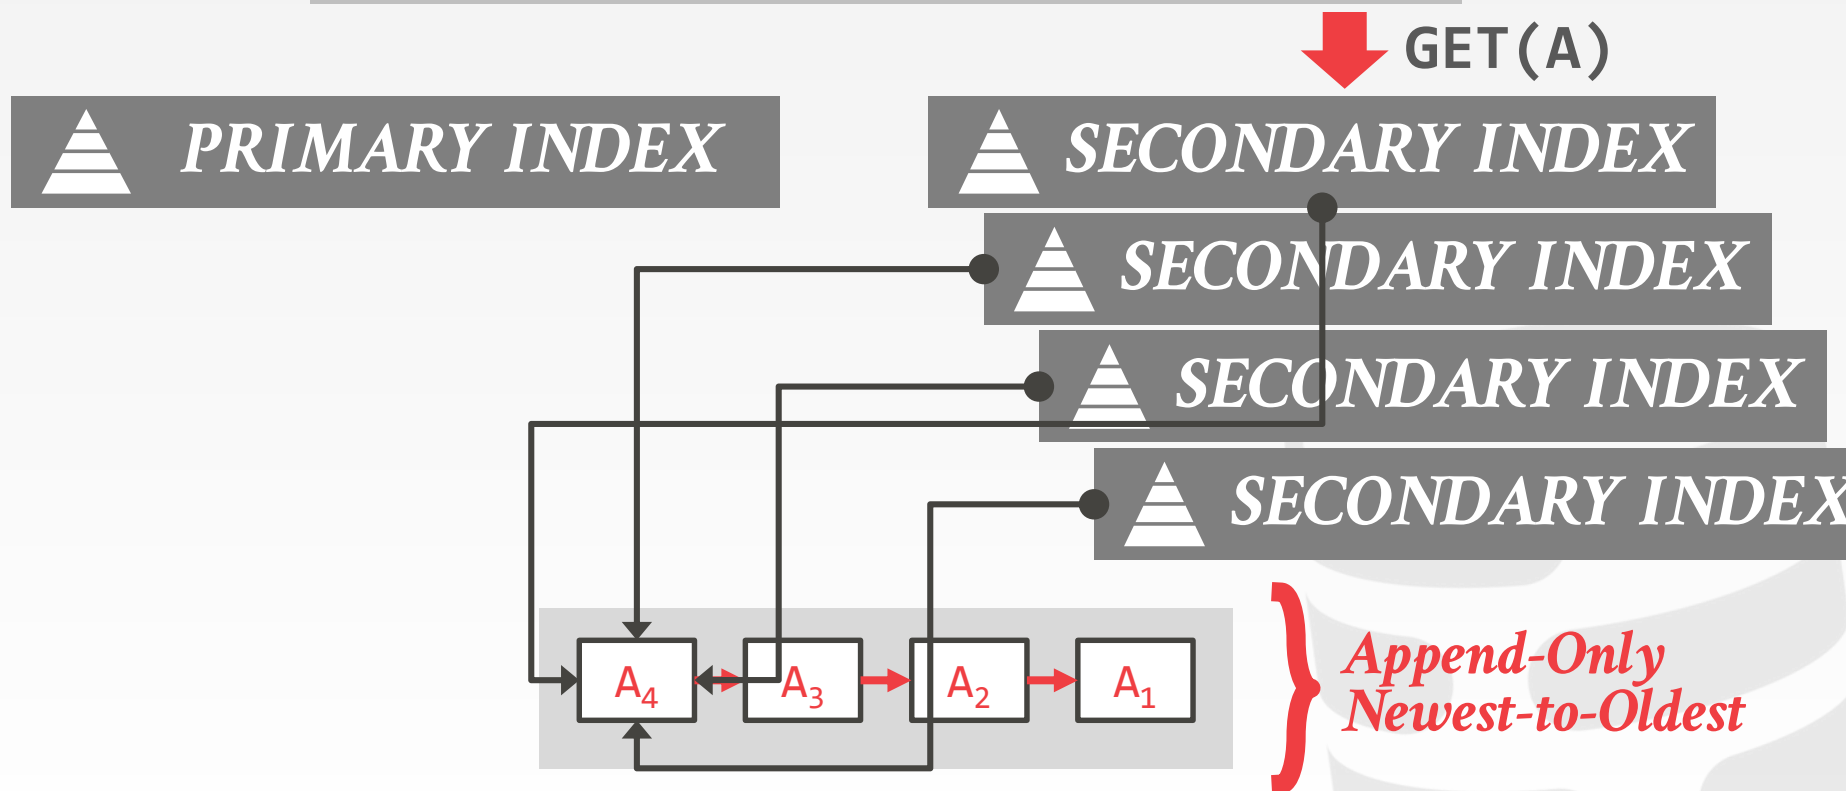 GET(A)
PRIMARY INDEX
SECONDARY INDEX
SECONDARY INDEX
SECONDARY INDEX
SECONDARY INDEX
A4
A3
A2
A1
Append-Only
Newest-to-Oldest